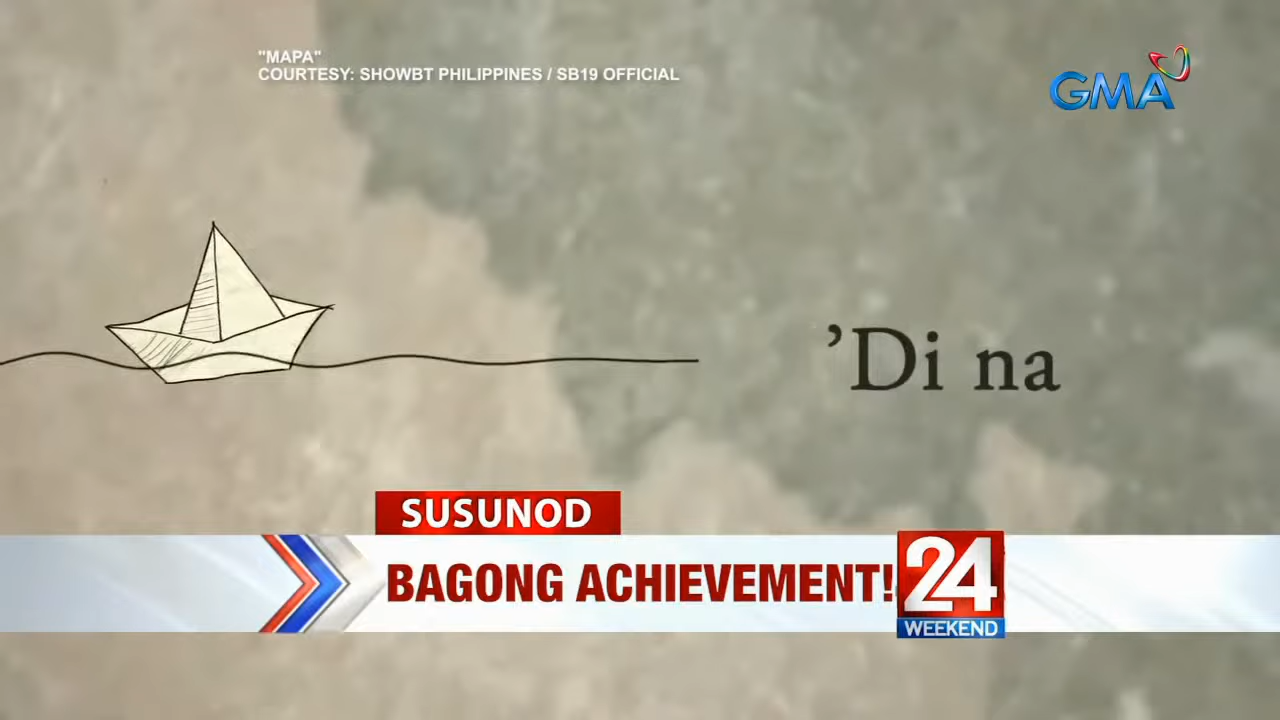 "MAPA"
COURTESY: SHOWBT PHILIPPINES / SB19 OFFICIAL
GMA
’Di na
SUSUNOD
BAGONG ACHIEVEMENT!
24
WEEKEND